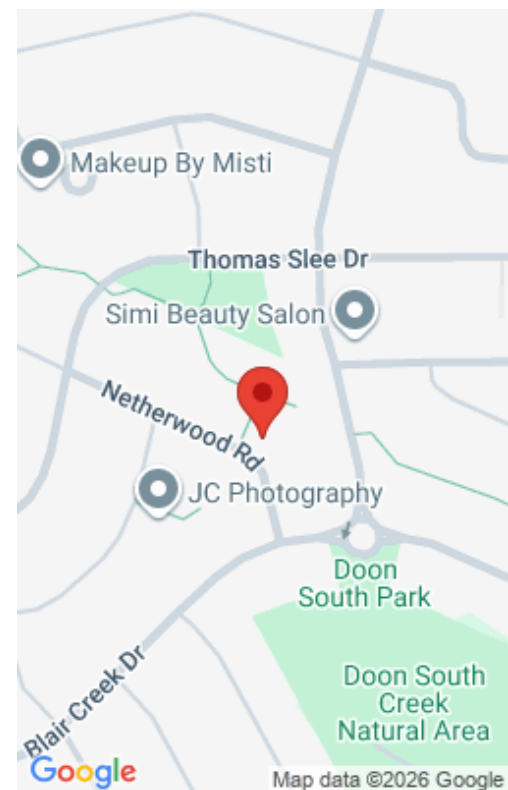 Makeup By Misti
Thomas Slee Dr
Simi Beauty Salon
Netherwood Rd
JC Photography
Doon
South Park
Doon South
Creek
Natural Area
Blair Creek Dr
Google
Map data ©2026 Google